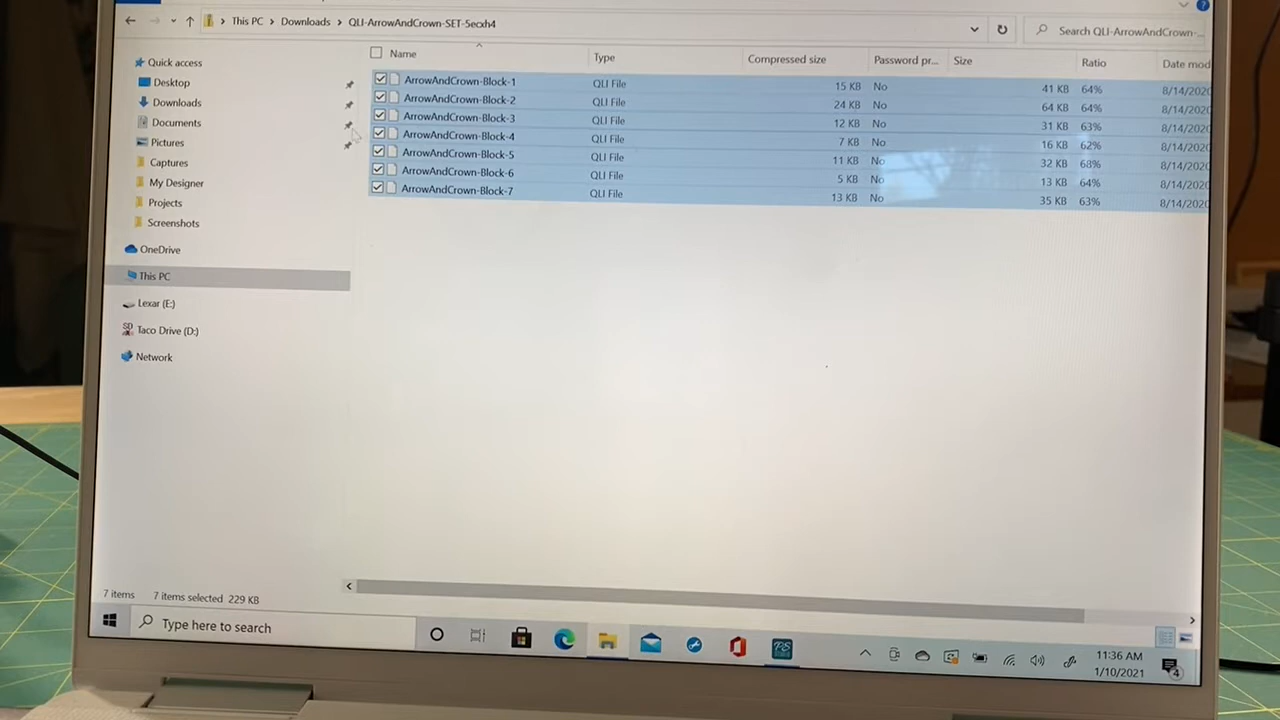 This PC > Downloads > QLI-ArrowAndCrown-SET-5ecxh4
Search QLI-ArrowAndCrown-...
Quick access
Desktop
Downloads
Documents
Pictures
Captures
My Designer
Projects
Screenshots
OneDrive
This PC
Lexar (E:)
Taco Drive (D:)
Network
Name Type Compressed size Password pr... Size Ratio Date mod
ArrowAndCrown-Block-1 QLI File 15 KB No 41 KB 64% 8/14/2020
ArrowAndCrown-Block-2 QLI File 24 KB No 64 KB 64% 8/14/2020
ArrowAndCrown-Block-3 QLI File 12 KB No 31 KB 63% 8/14/2020
ArrowAndCrown-Block-4 QLI File 7 KB No 16 KB 62% 8/14/2020
ArrowAndCrown-Block-5 QLI File 11 KB No 32 KB 68% 8/14/2020
ArrowAndCrown-Block-6 QLI File 5 KB No 13 KB 64% 8/14/2020
ArrowAndCrown-Block-7 QLI File 13 KB No 35 KB 63% 8/14/2020
7 items 7 items selected 229 KB
Type here to search
PS
11:36 AM
1/10/2021
4